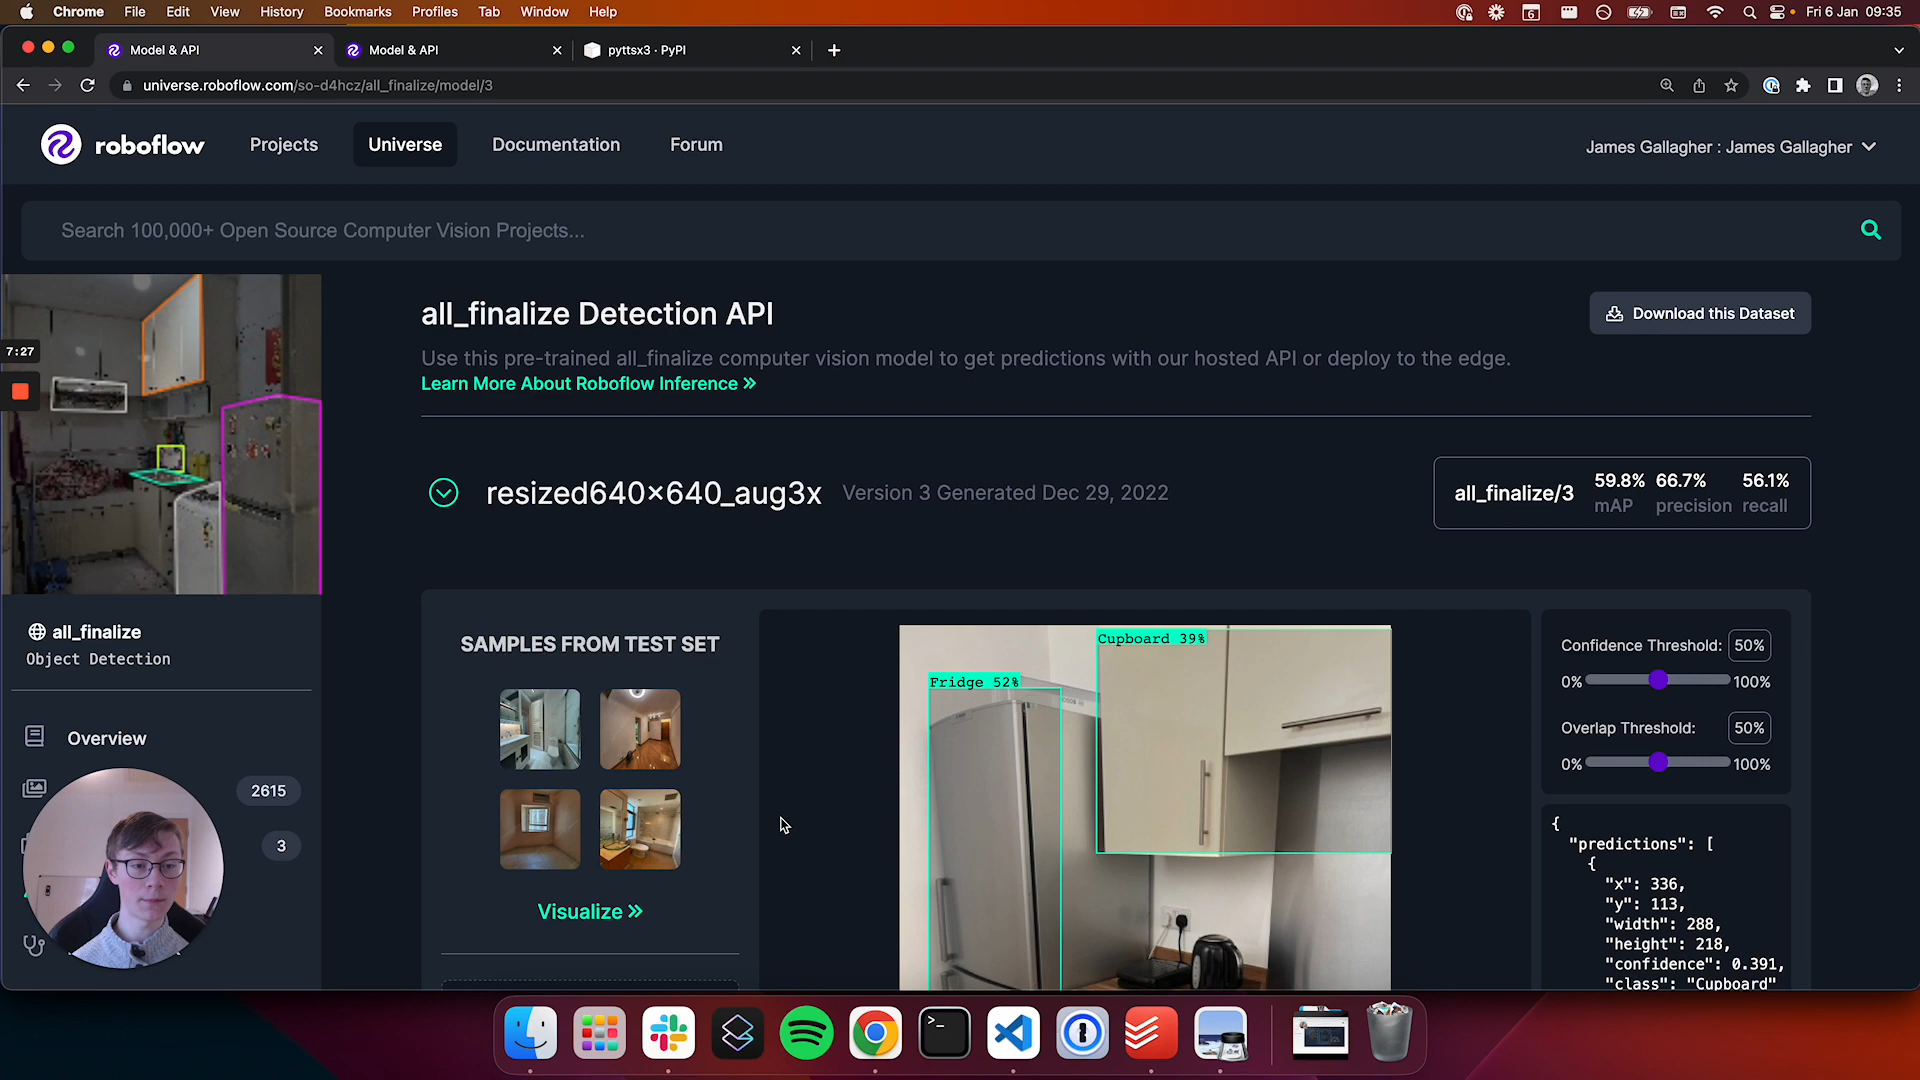 Chrome File Edit View History Bookmarks Profiles Tab Window Help
6
Fri 6 Jan 09:35
Model & API
Model & API
pyttsx3 · PyPI
universe.roboflow.com/so-d4hcz/all_finalize/model/3
roboflow
Projects
Universe
Documentation
Forum
James Gallagher : James Gallagher
Search 100,000+ Open Source Computer Vision Projects...
all_finalize Detection API
Download this Dataset
Use this pre-trained all_finalize computer vision model to get predictions with our hosted API or deploy to the edge.
Learn More About Roboflow Inference
7:27
resized640x640_aug3x
Version 3 Generated Dec 29, 2022
all_finalize/3
59.8% 66.7% 56.1%
mAP precision recall
all_finalize
Object Detection
Overview
2615
3
SAMPLES FROM TEST SET
Visualize
Cupboard 39%
Fridge 52%
Confidence Threshold: 50%
0% 100%
Overlap Threshold: 50%
0% 100%
{
"predictions": [
{
"x": 336,
"y": 113,
"width": 288,
"height": 218,
"confidence": 0.391,
"class": "Cupboard"